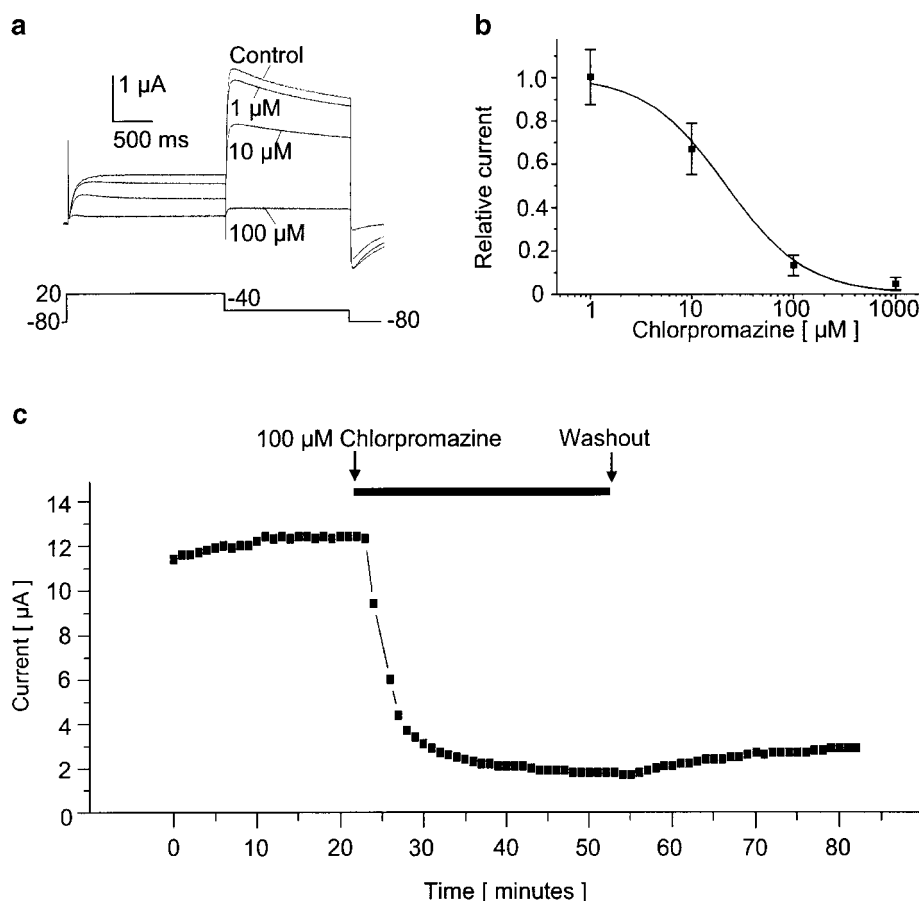 a
Control
1 µA
500 ms
1 µM
10 µM
100 µM
20
-80
-40
-80
b
Relative current
1.0
0.8
0.6
0.4
0.2
0
1
10
100
1000
Chlorpromazine [ µM ]
c
100 µM Chlorpromazine
Washout
Current [ µA ]
14
12
10
8
6
4
2
0
0 10 20 30 40 50 60 70 80
Time [ minutes ]